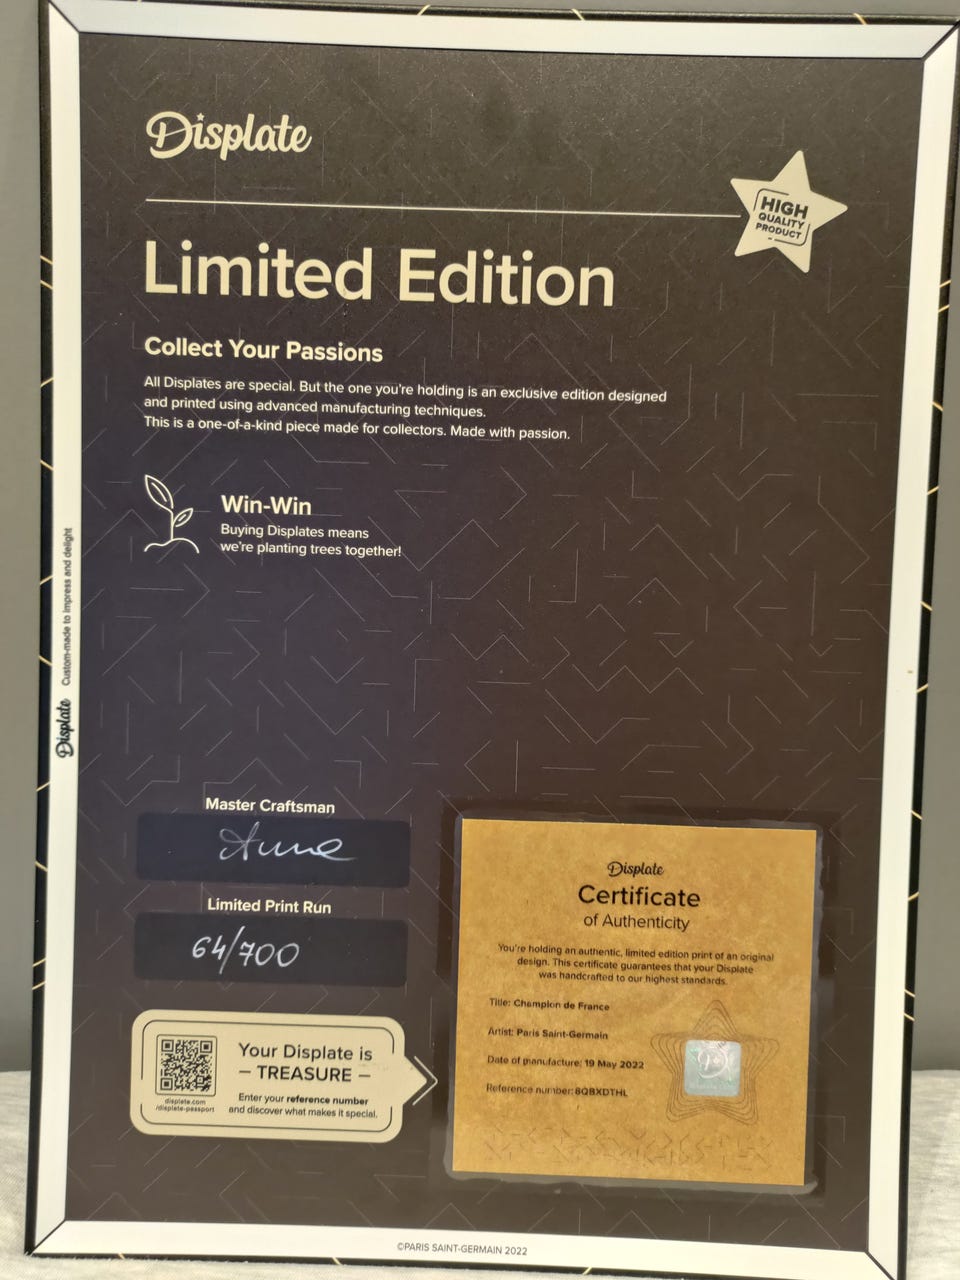 Displate
HIGH
QUALITY
PRODUCT
Limited Edition
Collect Your Passions
All Displates are special. But the one you're holding is an exclusive edition designed
and printed using advanced manufacturing techniques.
This is a one-of-a-kind piece made for collectors. Made with passion.
Win-Win
Buying Displates means
we're planting trees together!
Displate Custom-made to impress and delight
Master Craftsman
Anna
Limited Print Run
64/700
Your Displate is
– TREASURE –
Enter your reference number
and discover what makes it special.
displate.com
/displate-passport
Displate
Certificate
of Authenticity
You're holding an authentic, limited edition print of an original
design. This certificate guarantees that your Displate
was handcrafted to our highest standards.
Title: Champion de France
Artist: Paris Saint-Germain
Date of manufacture: 19 May 2022
Reference number: 8QBXDTHL
©PARIS SAINT-GERMAIN 2022